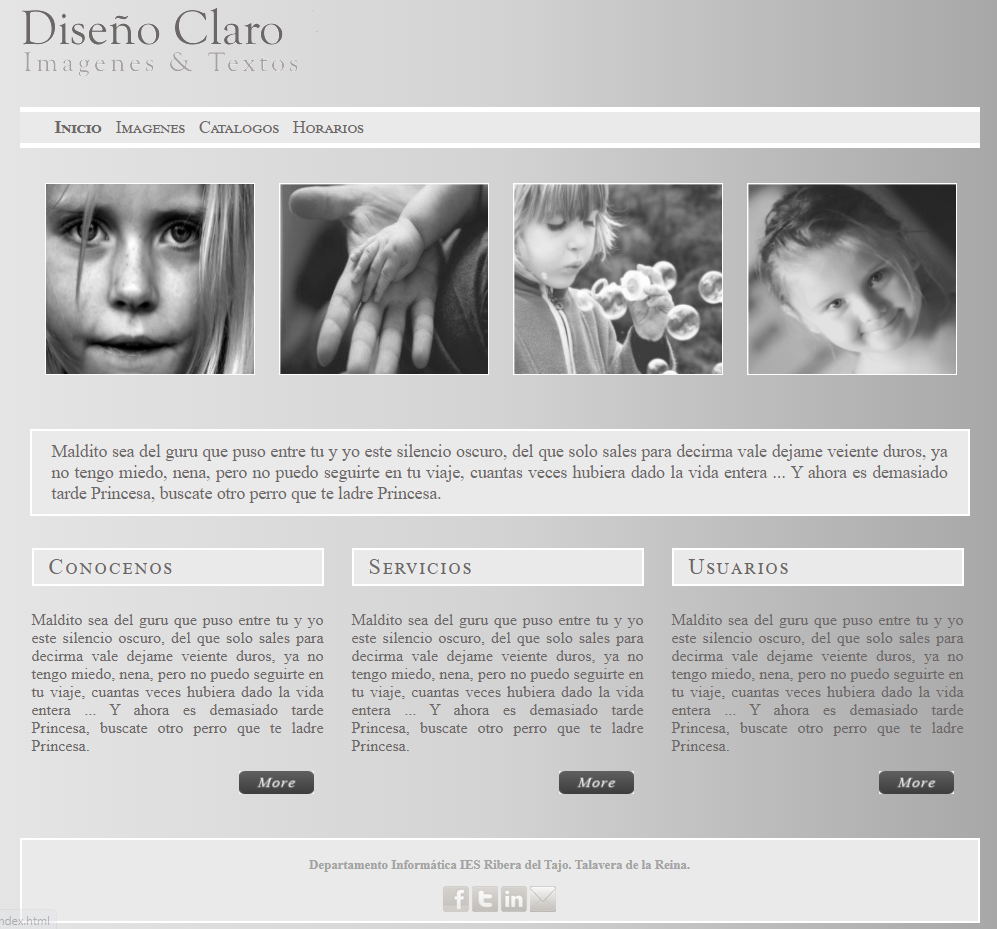 Diseño Claro
Imagenes & Textos
Inicio Imagenes Catalogos Horarios
Maldito sea del guru que puso entre tu y yo este silencio oscuro, del que solo sales para decirma vale dejame veiente duros, ya
no tengo miedo, nena, pero no puedo seguirte en tu viaje, cuantas veces hubiera dado la vida entera ... Y ahora es demasiado
tarde Princesa, buscate otro perro que te ladre Princesa.
Conocenos
Maldito sea del guru que puso entre tu y yo
este silencio oscuro, del que solo sales para
decirma vale dejame veiente duros, ya no
tengo miedo, nena, pero no puedo seguirte en
tu viaje, cuantas veces hubiera dado la vida
entera ... Y ahora es demasiado tarde
Princesa, buscate otro perro que te ladre
Princesa.
More
Servicios
Maldito sea del guru que puso entre tu y yo
este silencio oscuro, del que solo sales para
decirma vale dejame veiente duros, ya no
tengo miedo, nena, pero no puedo seguirte en
tu viaje, cuantas veces hubiera dado la vida
entera ... Y ahora es demasiado tarde
Princesa, buscate otro perro que te ladre
Princesa.
More
Usuarios
Maldito sea del guru que puso entre tu y yo
este silencio oscuro, del que solo sales para
decirma vale dejame veiente duros, ya no
tengo miedo, nena, pero no puedo seguirte en
tu viaje, cuantas veces hubiera dado la vida
entera ... Y ahora es demasiado tarde
Princesa, buscate otro perro que te ladre
Princesa.
More
Departamento Informática IES Ribera del Tajo. Talavera de la Reina.
f t in
ndex.html